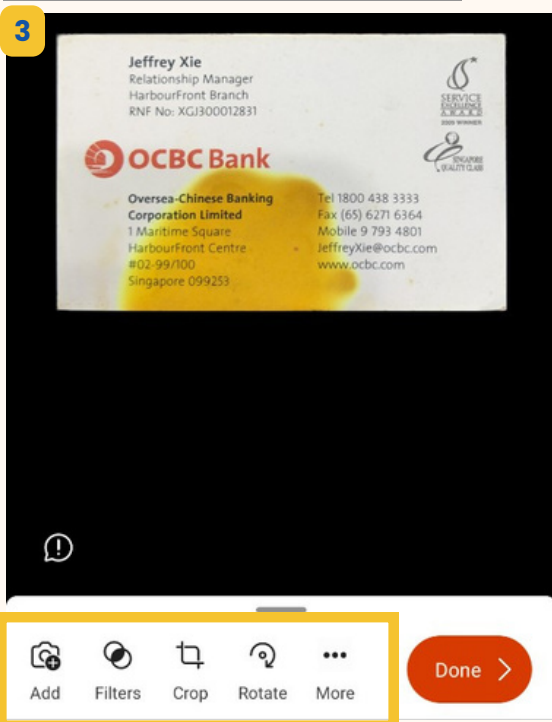 3
Jeffrey Xie
Relationship Manager
HarbourFront Branch
RNF No: XGJ300012831
SERVICE
EXCELLENCE
AWARD
2005 WINNER
SINGAPORE
QUALITY CLASS
OCBC Bank
Oversea-Chinese Banking
Corporation Limited
1 Maritime Square
HarbourFront Centre
#02-99/100
Singapore 099253
Tel 1800 438 3333
Fax (65) 6271 6364
Mobile 9 793 4801
JeffreyXie@ocbc.com
www.ocbc.com
Add
Filters
Crop
Rotate
More
Done